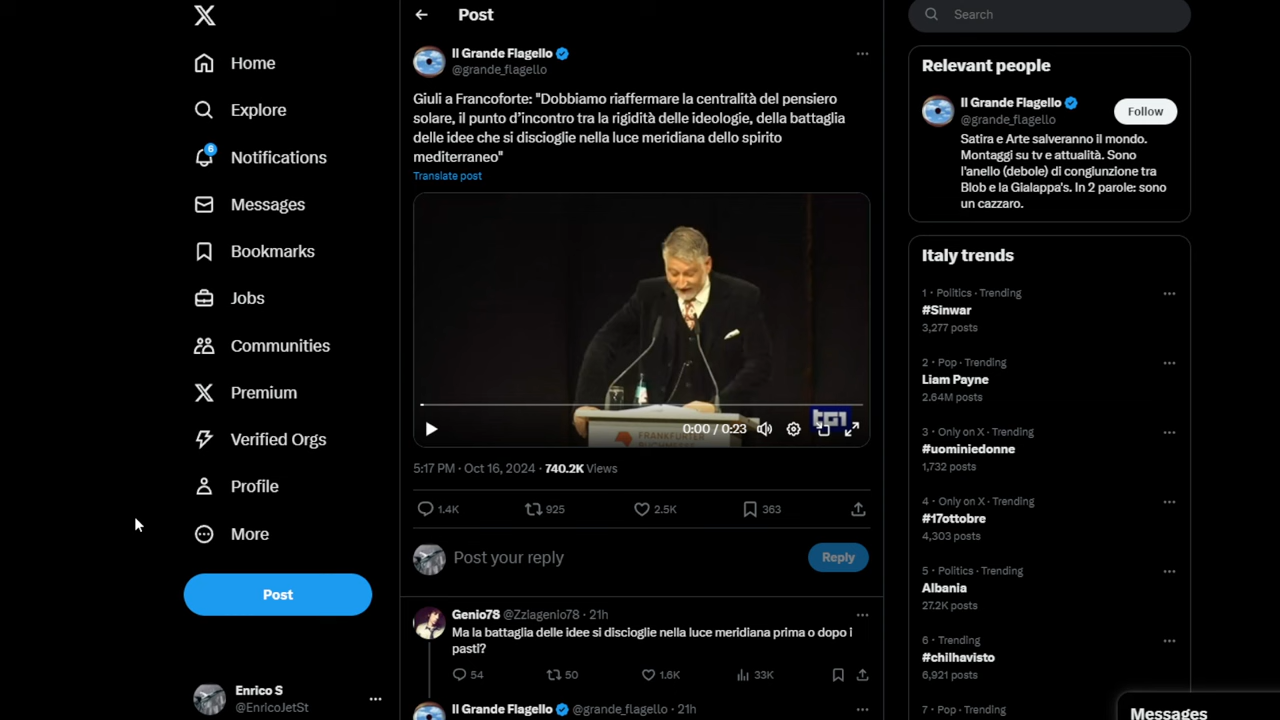 Home
Explore
6
Notifications
Messages
Bookmarks
Jobs
Communities
Premium
Verified Orgs
Profile
More
Post
Enrico S
@EnricoJetSt
Post
Il Grande Flagello
@grande_flagello
Giuli a Francoforte: "Dobbiamo riaffermare la centralità del pensiero
solare, il punto d'incontro tra la rigidità delle ideologie, della battaglia
delle idee che si discioglie nella luce meridiana dello spirito
mediterraneo"
Translate post
tg1
0:00 / 0:23
FRANKFURTER
BUCHMESSE
5:17 PM · Oct 16, 2024 · 740.2K Views
1.4K 925 2.5K 363
Post your reply
Reply
Genio78 @Zziagenio78 · 21h
Ma la battaglia delle idee si discioglie nella luce meridiana prima o dopo i
pasti?
54 50 1.6K 33K
Il Grande Flagello @grande_flagello · 21h
Search
Relevant people
Il Grande Flagello
@grande_flagello
Follow
Satira e Arte salveranno il mondo.
Montaggi su tv e attualità. Sono
l'anello (debole) di congiunzione tra
Blob e la Gialappa's. In 2 parole: sono
un cazzaro.
Italy trends
1 · Politics · Trending
#Sinwar
3,277 posts
2 · Pop · Trending
Liam Payne
2.64M posts
3 · Only on X · Trending
#uominiedonne
1,732 posts
4 · Only on X · Trending
#17ottobre
4,303 posts
5 · Politics · Trending
Albania
27.2K posts
6 · Trending
#chilhavisto
6,921 posts
7 · Pop · Trending
Messages